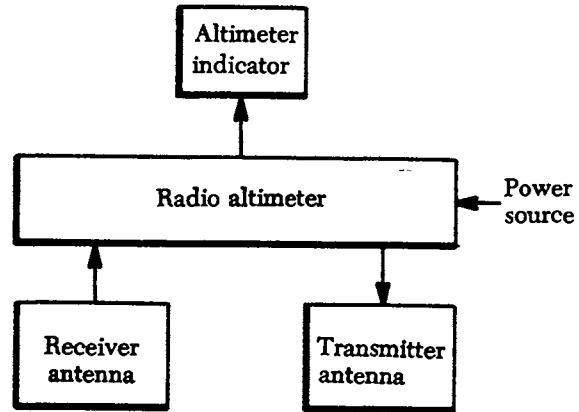 Altimeter
indicator
Radio altimeter
Power
source
Receiver
antenna
Transmitter
antenna